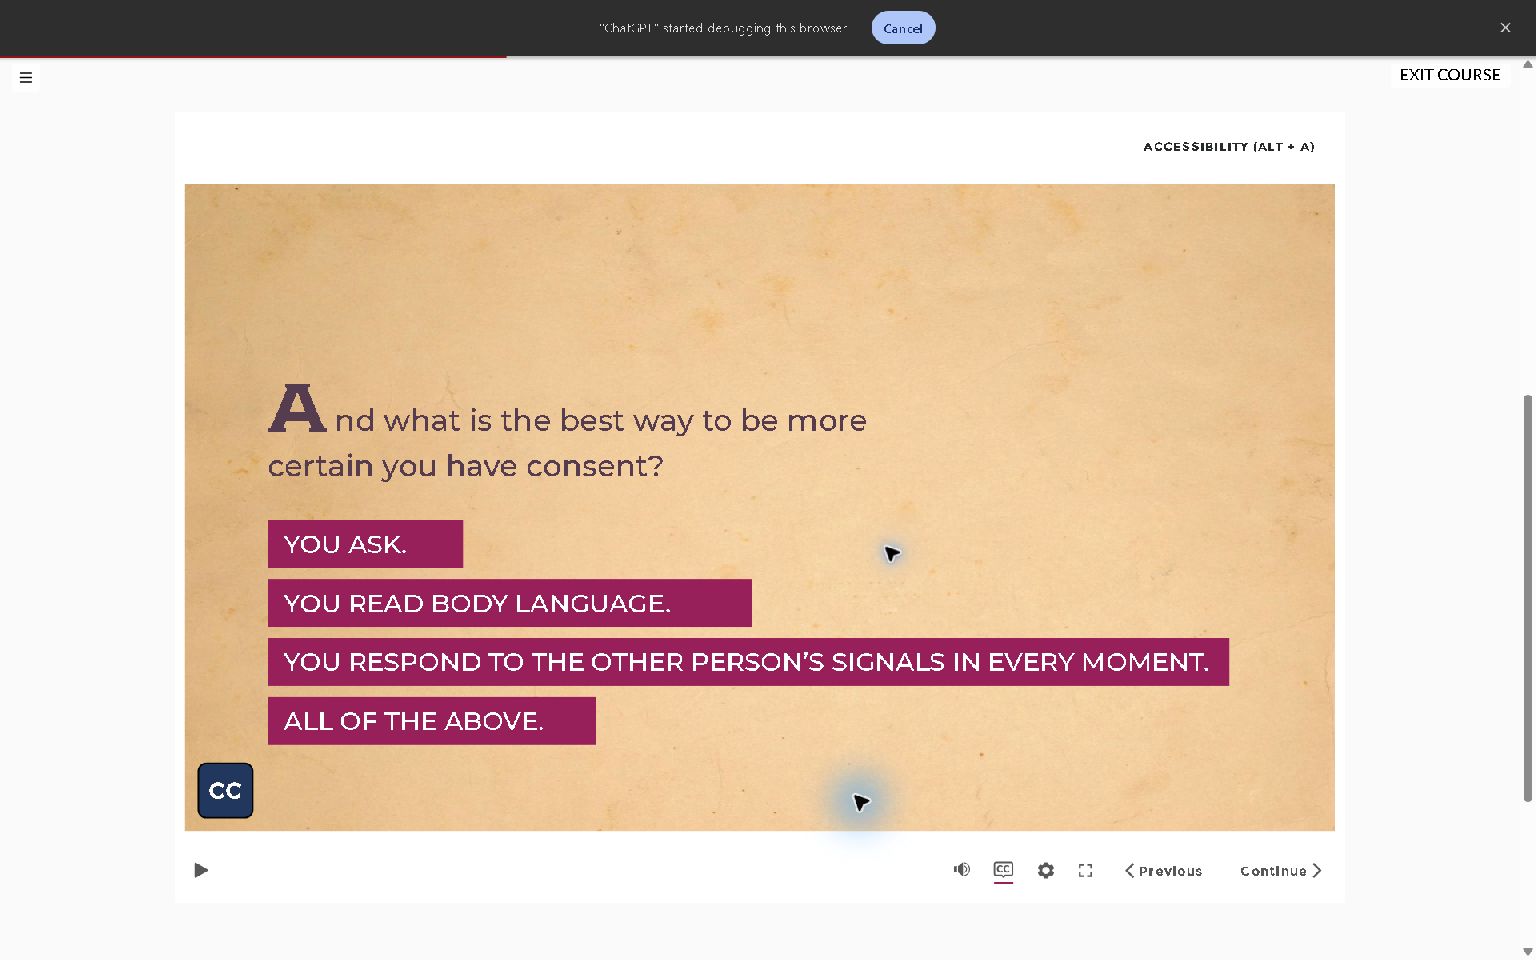 "ChatGPT" started debugging this browser
Cancel
EXIT COURSE
ACCESSIBILITY (ALT + A)
And what is the best way to be more
certain you have consent?
YOU ASK.
YOU READ BODY LANGUAGE.
YOU RESPOND TO THE OTHER PERSON’S SIGNALS IN EVERY MOMENT.
ALL OF THE ABOVE.
CC
CC
Previous
Continue